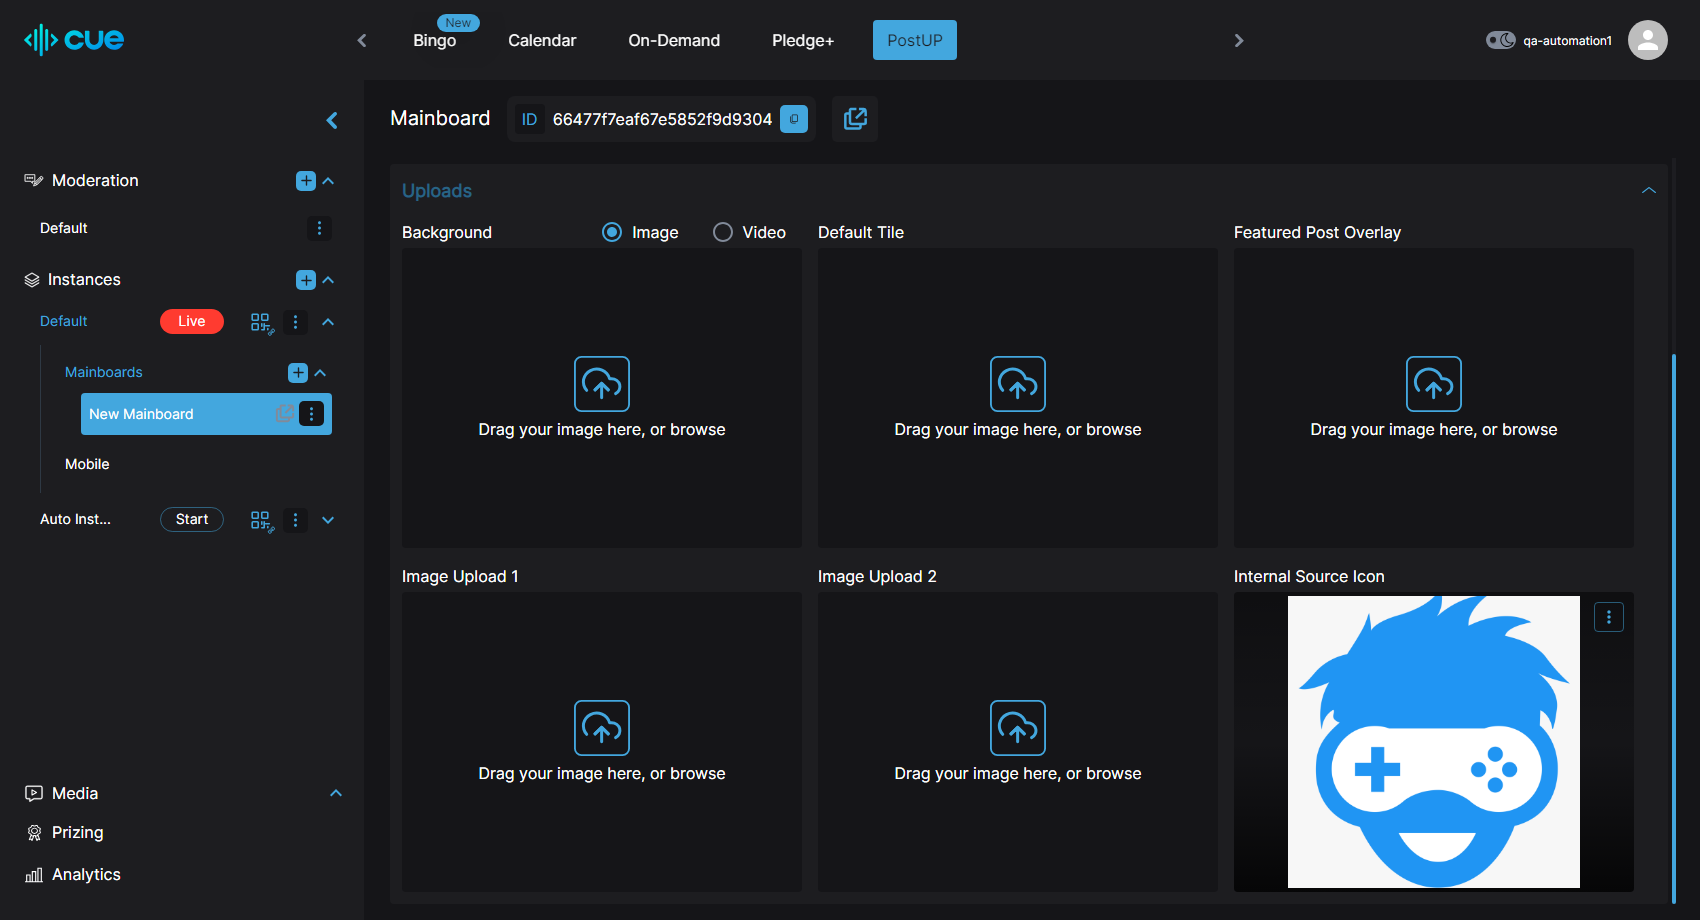 cue
New
Bingo
Calendar
On-Demand
Pledge+
PostUP
qa-automation1
Mainboard
ID
66477f7eaf67e5852f9d9304
Moderation
Default
Instances
Default
Live
Mainboards
New Mainboard
Mobile
Auto Inst...
Start
Media
Prizing
Analytics
Uploads
Background
Image
Video
Default Tile
Featured Post Overlay
Drag your image here, or browse
Drag your image here, or browse
Drag your image here, or browse
Image Upload 1
Image Upload 2
Internal Source Icon
Drag your image here, or browse
Drag your image here, or browse